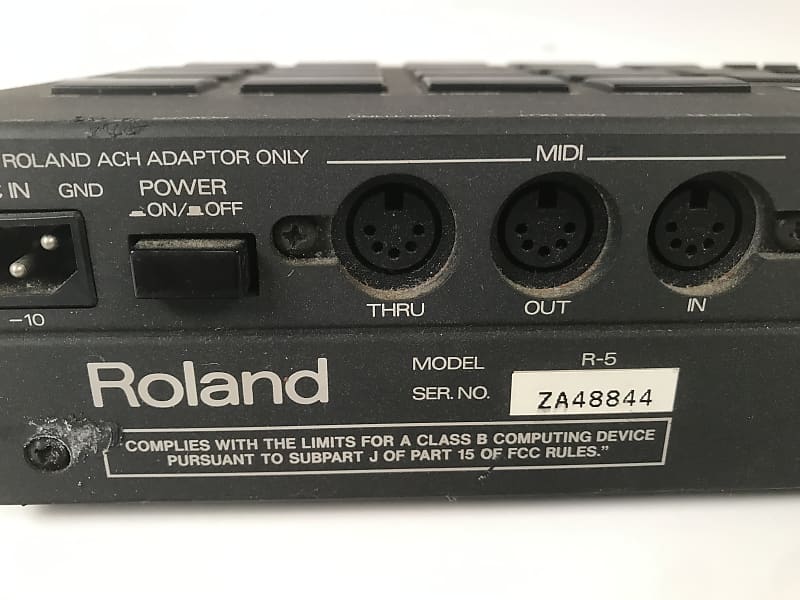 ROLAND ACH ADAPTOR ONLY
MIDI
IN GND
POWER
ON/ OFF
THRU
OUT
IN
–10
Roland
MODEL R-5
SER. NO. ZA48844
COMPLIES WITH THE LIMITS FOR A CLASS B COMPUTING DEVICE
PURSUANT TO SUBPART J OF PART 15 OF FCC RULES.”